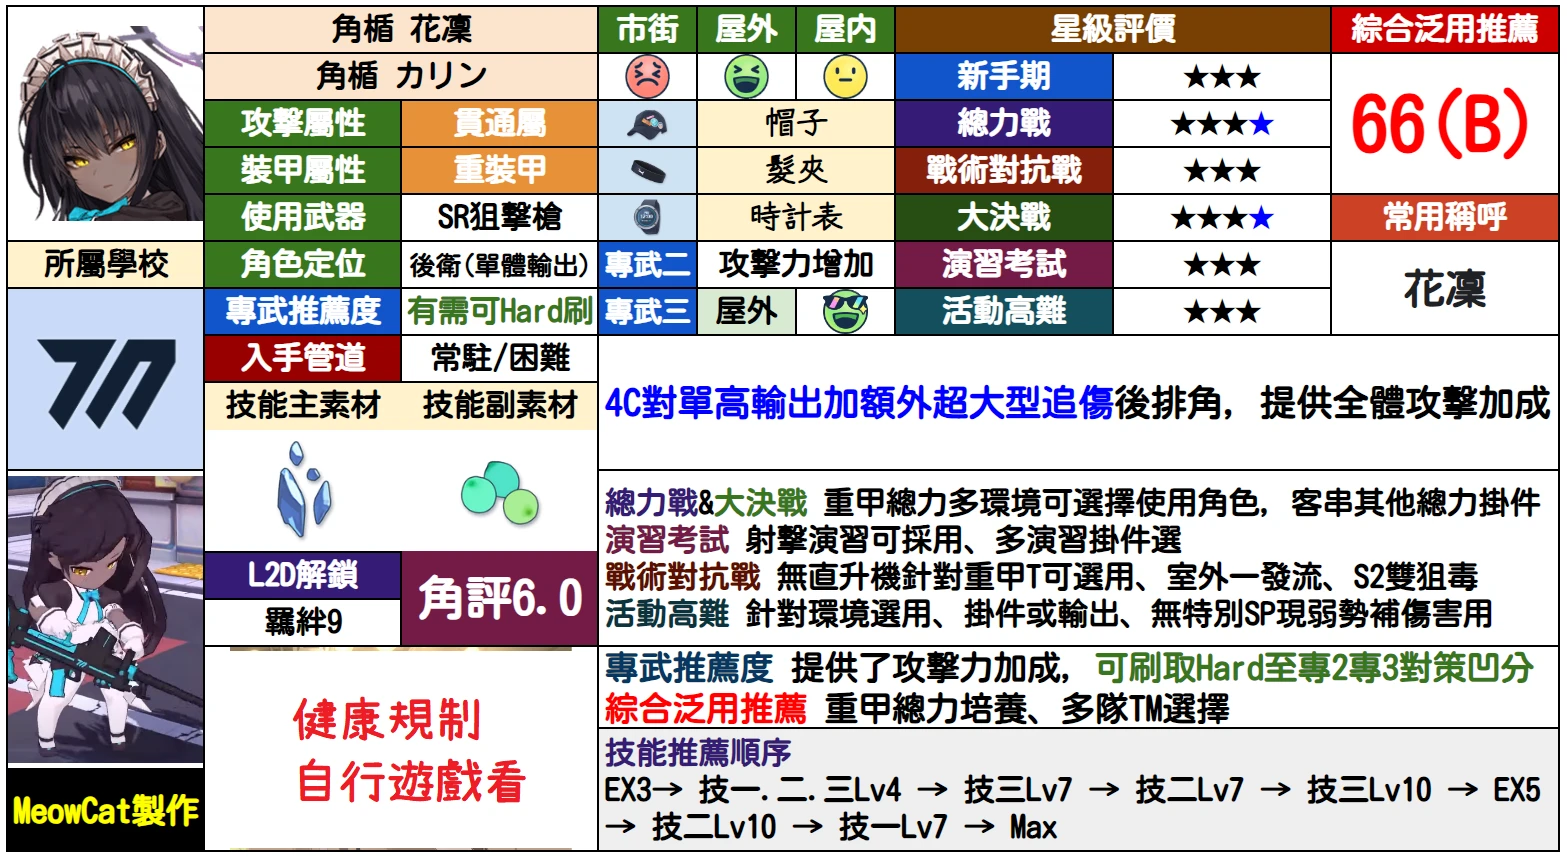 角楯 花凜
市街
屋外
屋内
星級評價
綜合泛用推薦
角楯 カリン
新手期
★★★
66(B)
攻擊屬性
貫通屬
帽子
總力戰
★★★★
裝甲屬性
重裝甲
髮夾
戰術對抗戰
★★★
使用武器
SR狙擊槍
時計表
大決戰
★★★★
常用稱呼
所屬學校
角色定位
後衛(單體輸出)
專武二
攻擊力增加
演習考試
★★★
花凜
專武推薦度
有需可Hard刷
專武三
屋外
活動高難
★★★
入手管道
常駐/困難
4C對單高輸出加額外超大型追傷後排角, 提供全體攻擊加成
技能主素材
技能副素材
總力戰&大決戰 重甲總力多環境可選擇使用角色, 客串其他總力掛件
演習考試 射擊演習可採用、多演習掛件選
戰術對抗戰 無直升機針對重甲T可選用、室外一發流、S2雙狙毒
活動高難 針對環境選用、掛件或輸出、無特別SP現弱勢補傷害用
L2D解鎖
羈絆9
角評6.0
專武推薦度 提供了攻擊力加成, 可刷取Hard至專2專3對策凹分
綜合泛用推薦 重甲總力培養、多隊TM選擇
健康規制
自行遊戲看
技能推薦順序
EX3→ 技一.二.三Lv4 → 技三Lv7 → 技二Lv7 → 技三Lv10 → EX5
→ 技二Lv10 → 技一Lv7 → Max
MeowCat製作